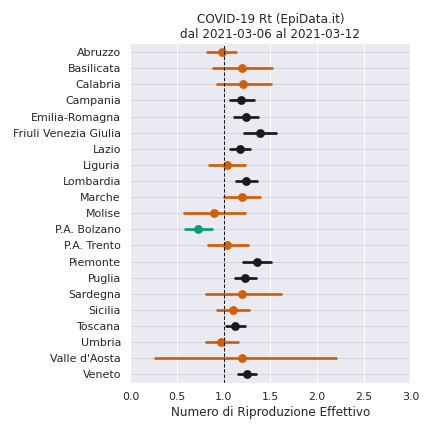 COVID-19 Rt (EpiData.it)
dal 2021-03-06 al 2021-03-12
Abruzzo
Basilicata
Calabria
Campania
Emilia-Romagna
Friuli Venezia Giulia
Lazio
Liguria
Lombardia
Marche
Molise
P.A. Bolzano
P.A. Trento
Piemonte
Puglia
Sardegna
Sicilia
Toscana
Umbria
Valle d'Aosta
Veneto
0.0 0.5 1.0 1.5 2.0 2.5 3.0
Numero di Riproduzione Effettivo